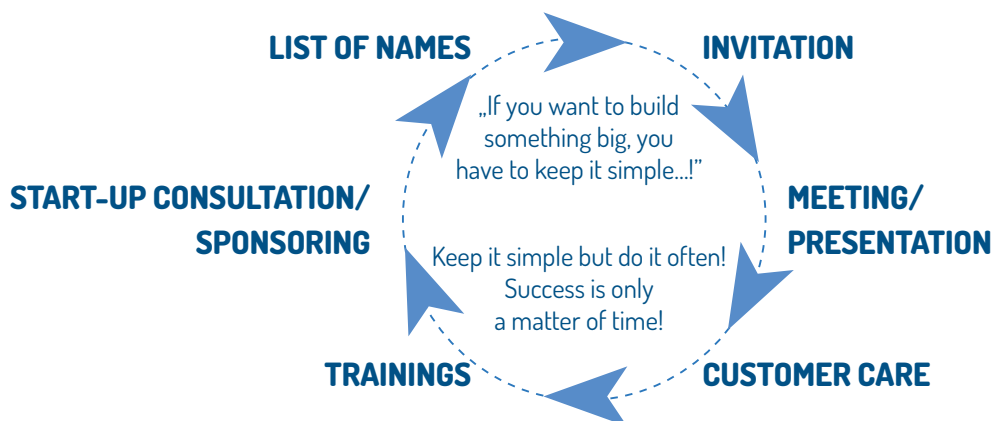 LIST OF NAMES
INVITATION
„If you want to build
something big, you
have to keep it simple...!”
START-UP CONSULTATION/
SPONSORING
MEETING/
PRESENTATION
Keep it simple but do it often!
Success is only
a matter of time!
TRAININGS
CUSTOMER CARE